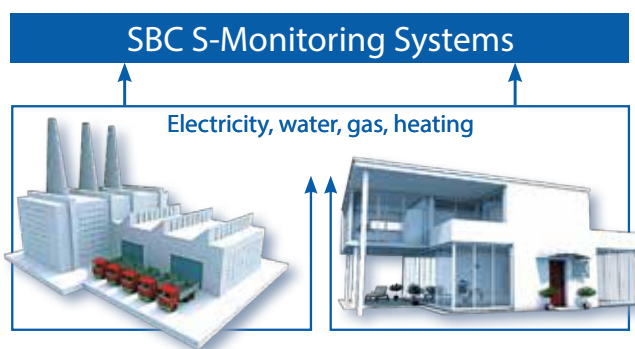 SBC S-Monitoring Systems
Electricity, water, gas, heating